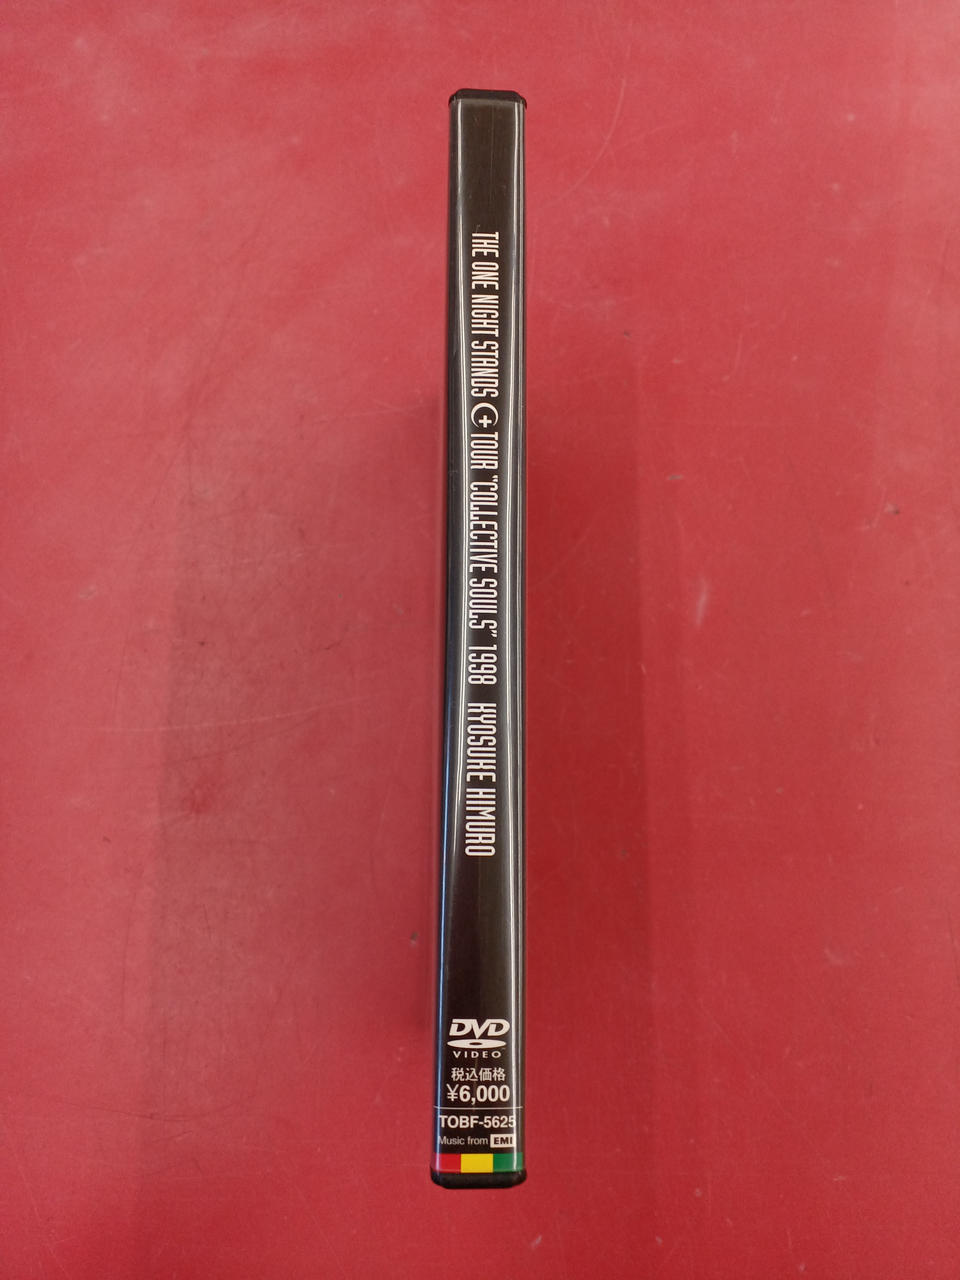 THE ONE NIGHT STANDS TOUR "COLLECTIVE SOULS" 1998 KYOSUKE HIMURO
DVD
VIDEO
税込価格
¥6,000
TOBF-5625
Music from EMI